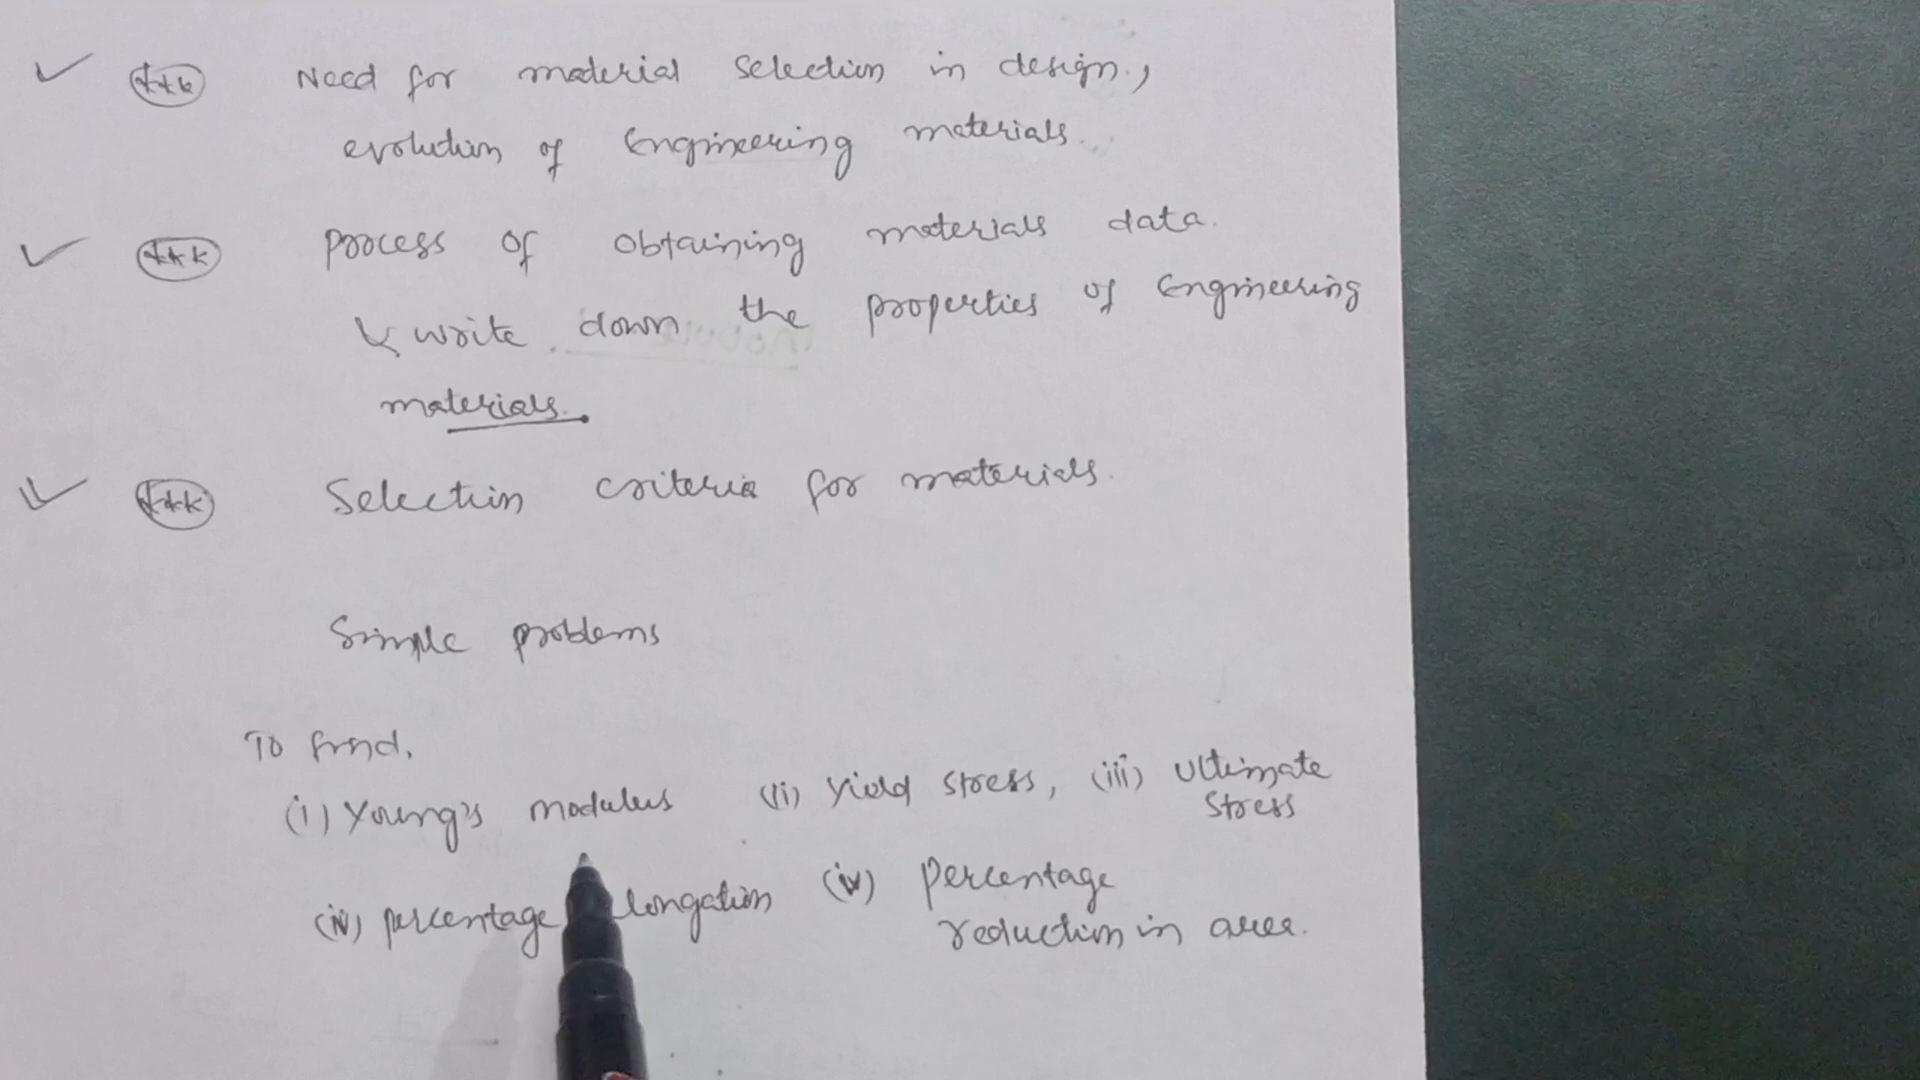 *** Need for material selection in design,
evolution of Engineering materials.
*** Process of obtaining materials data.
& write down the properties of Engineering
materials.
*** Selection criteria for materials.
Simple problems
To find,
(i) Young's modulus (ii) Yield stress, (iii) Ultimate
stress
(iv) percentage longation (iv) Percentage
reduction in area.